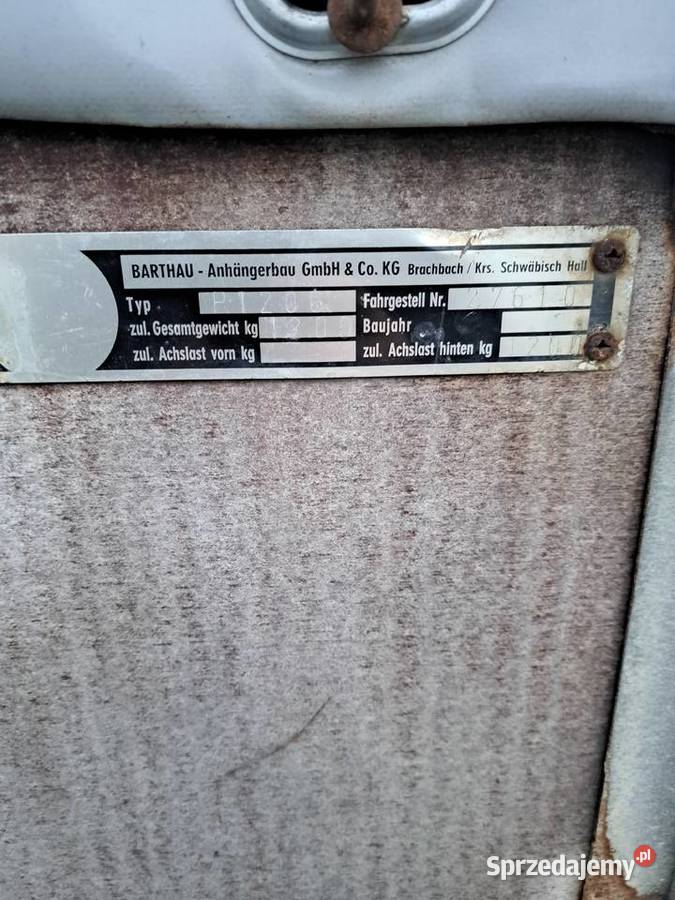 BARTHAU - Anhängerbau GmbH & Co. KG Brachbach / Krs. Schwäbisch Hall
Typ Fahrgestell Nr. 27610
zul. Gesamtgewicht kg Baujahr
zul. Achslast vorn kg zul. Achslast hinten kg
Sprzedajemy.pl